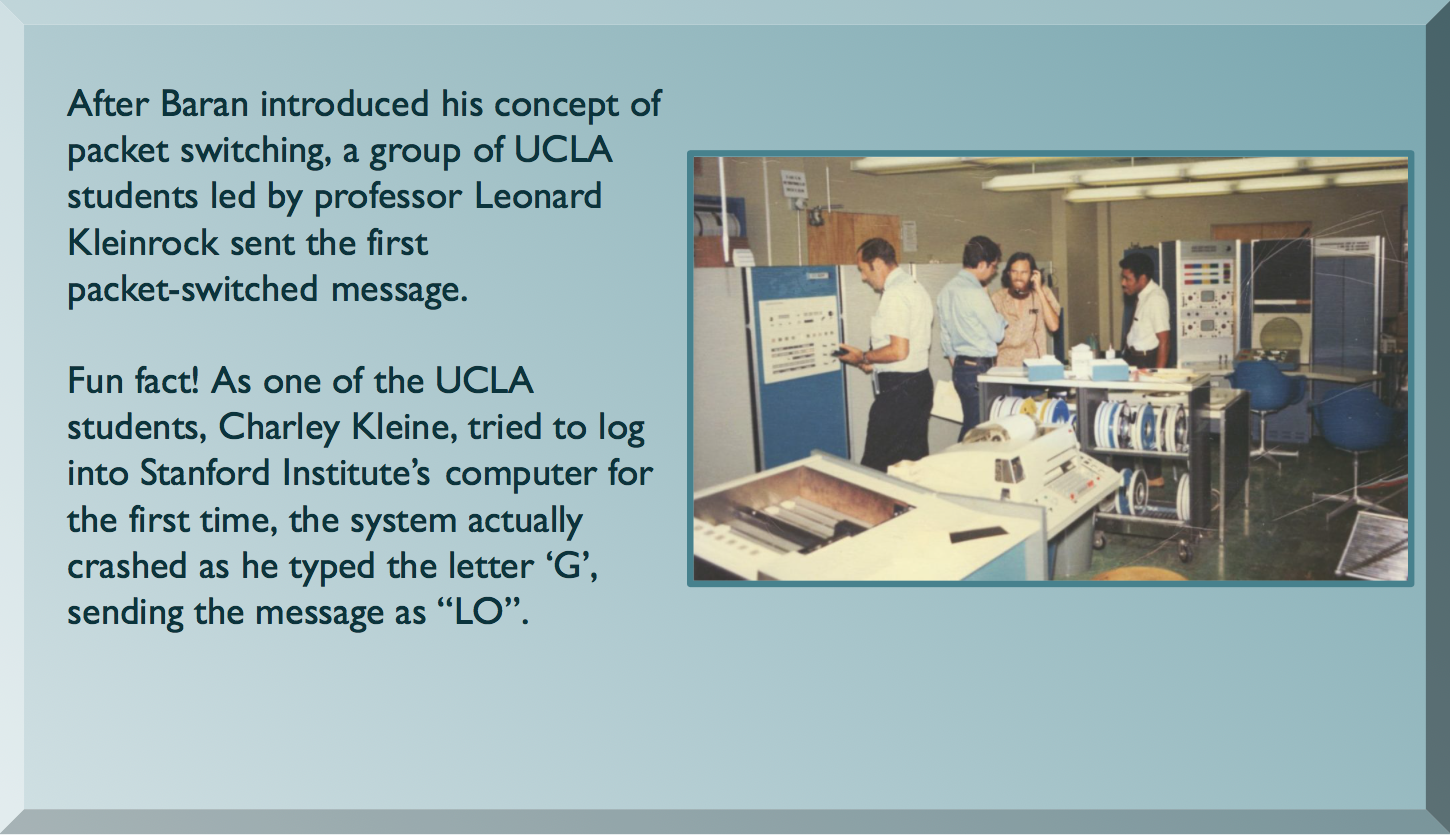 After Baran introduced his concept of
packet switching, a group of UCLA
students led by professor Leonard
Kleinrock sent the first
packet-switched message.
Fun fact! As one of the UCLA
students, Charley Kleine, tried to log
into Stanford Institute’s computer for
the first time, the system actually
crashed as he typed the letter ‘G’,
sending the message as “LO”.